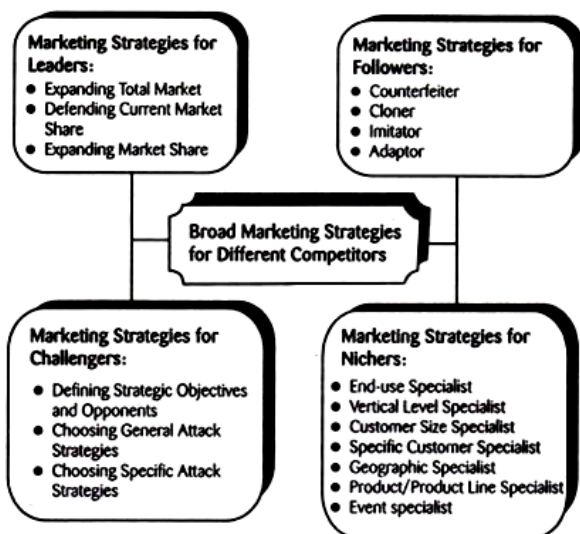 Marketing Strategies for
Leaders:
● Expanding Total Market
● Defending Current Market
Share
● Expanding Market Share
Marketing Strategies for
Followers:
● Counterfeiter
● Cloner
● Imitator
● Adaptor
Broad Marketing Strategies
for Different Competitors
Marketing Strategies for
Challengers:
● Defining Strategic Objectives
and Opponents
● Choosing General Attack
Strategies
● Choosing Specific Attack
Strategies
Marketing Strategies for
Nichers:
● End-use Specialist
● Vertical Level Specialist
● Customer Size Specialist
● Specific Customer Specialist
● Geographic Specialist
● Product/Product Line Specialist
● Event specialist